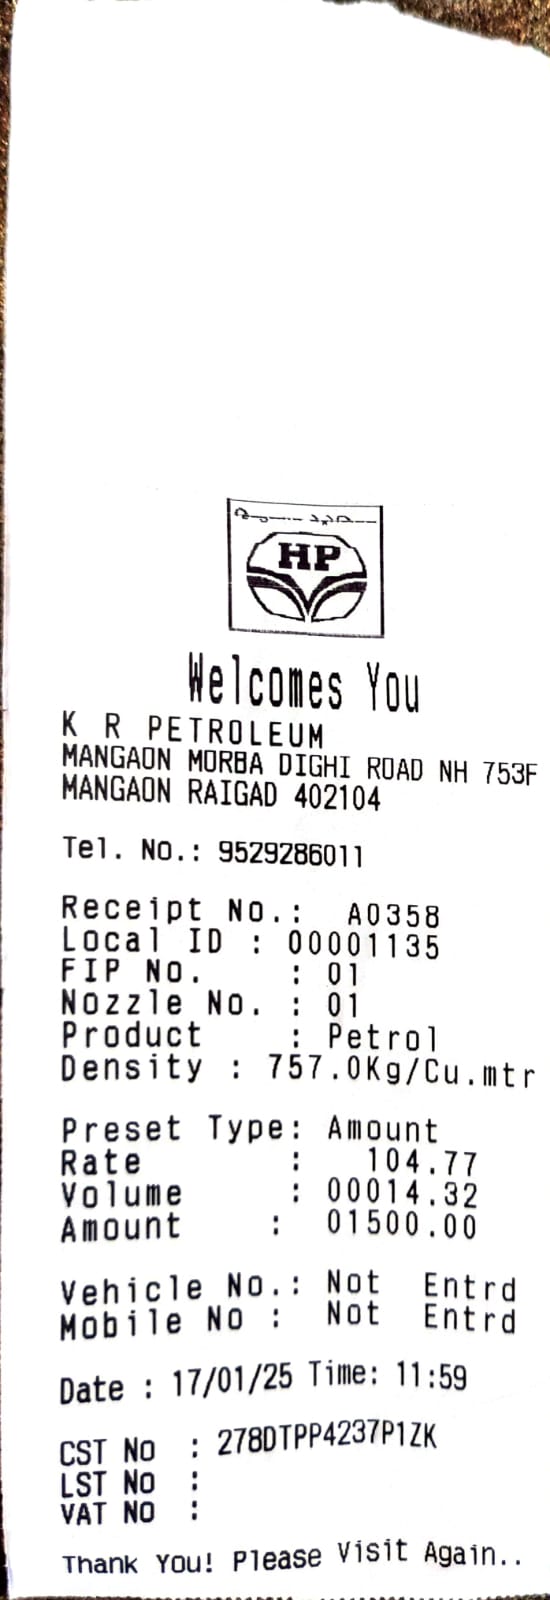 HP
Welcomes You
K R PETROLEUM
MANGAON MORBA DIGHI ROAD NH 753F
MANGAON RAIGAD 402104
Tel. No.: 9529286011
Receipt No.: A0358
Local ID : 00001135
FIP No. : 01
Nozzle No. : 01
Product : Petrol
Density : 757.0Kg/Cu.mtr
Preset Type: Amount
Rate : 104.77
Volume : 00014.32
Amount : 01500.00
Vehicle No.: Not Entrd
Mobile No : Not Entrd
Date : 17/01/25 Time: 11:59
CST No : 278DTPP4237P1ZK
LST No :
VAT No :
Thank You! Please Visit Again..